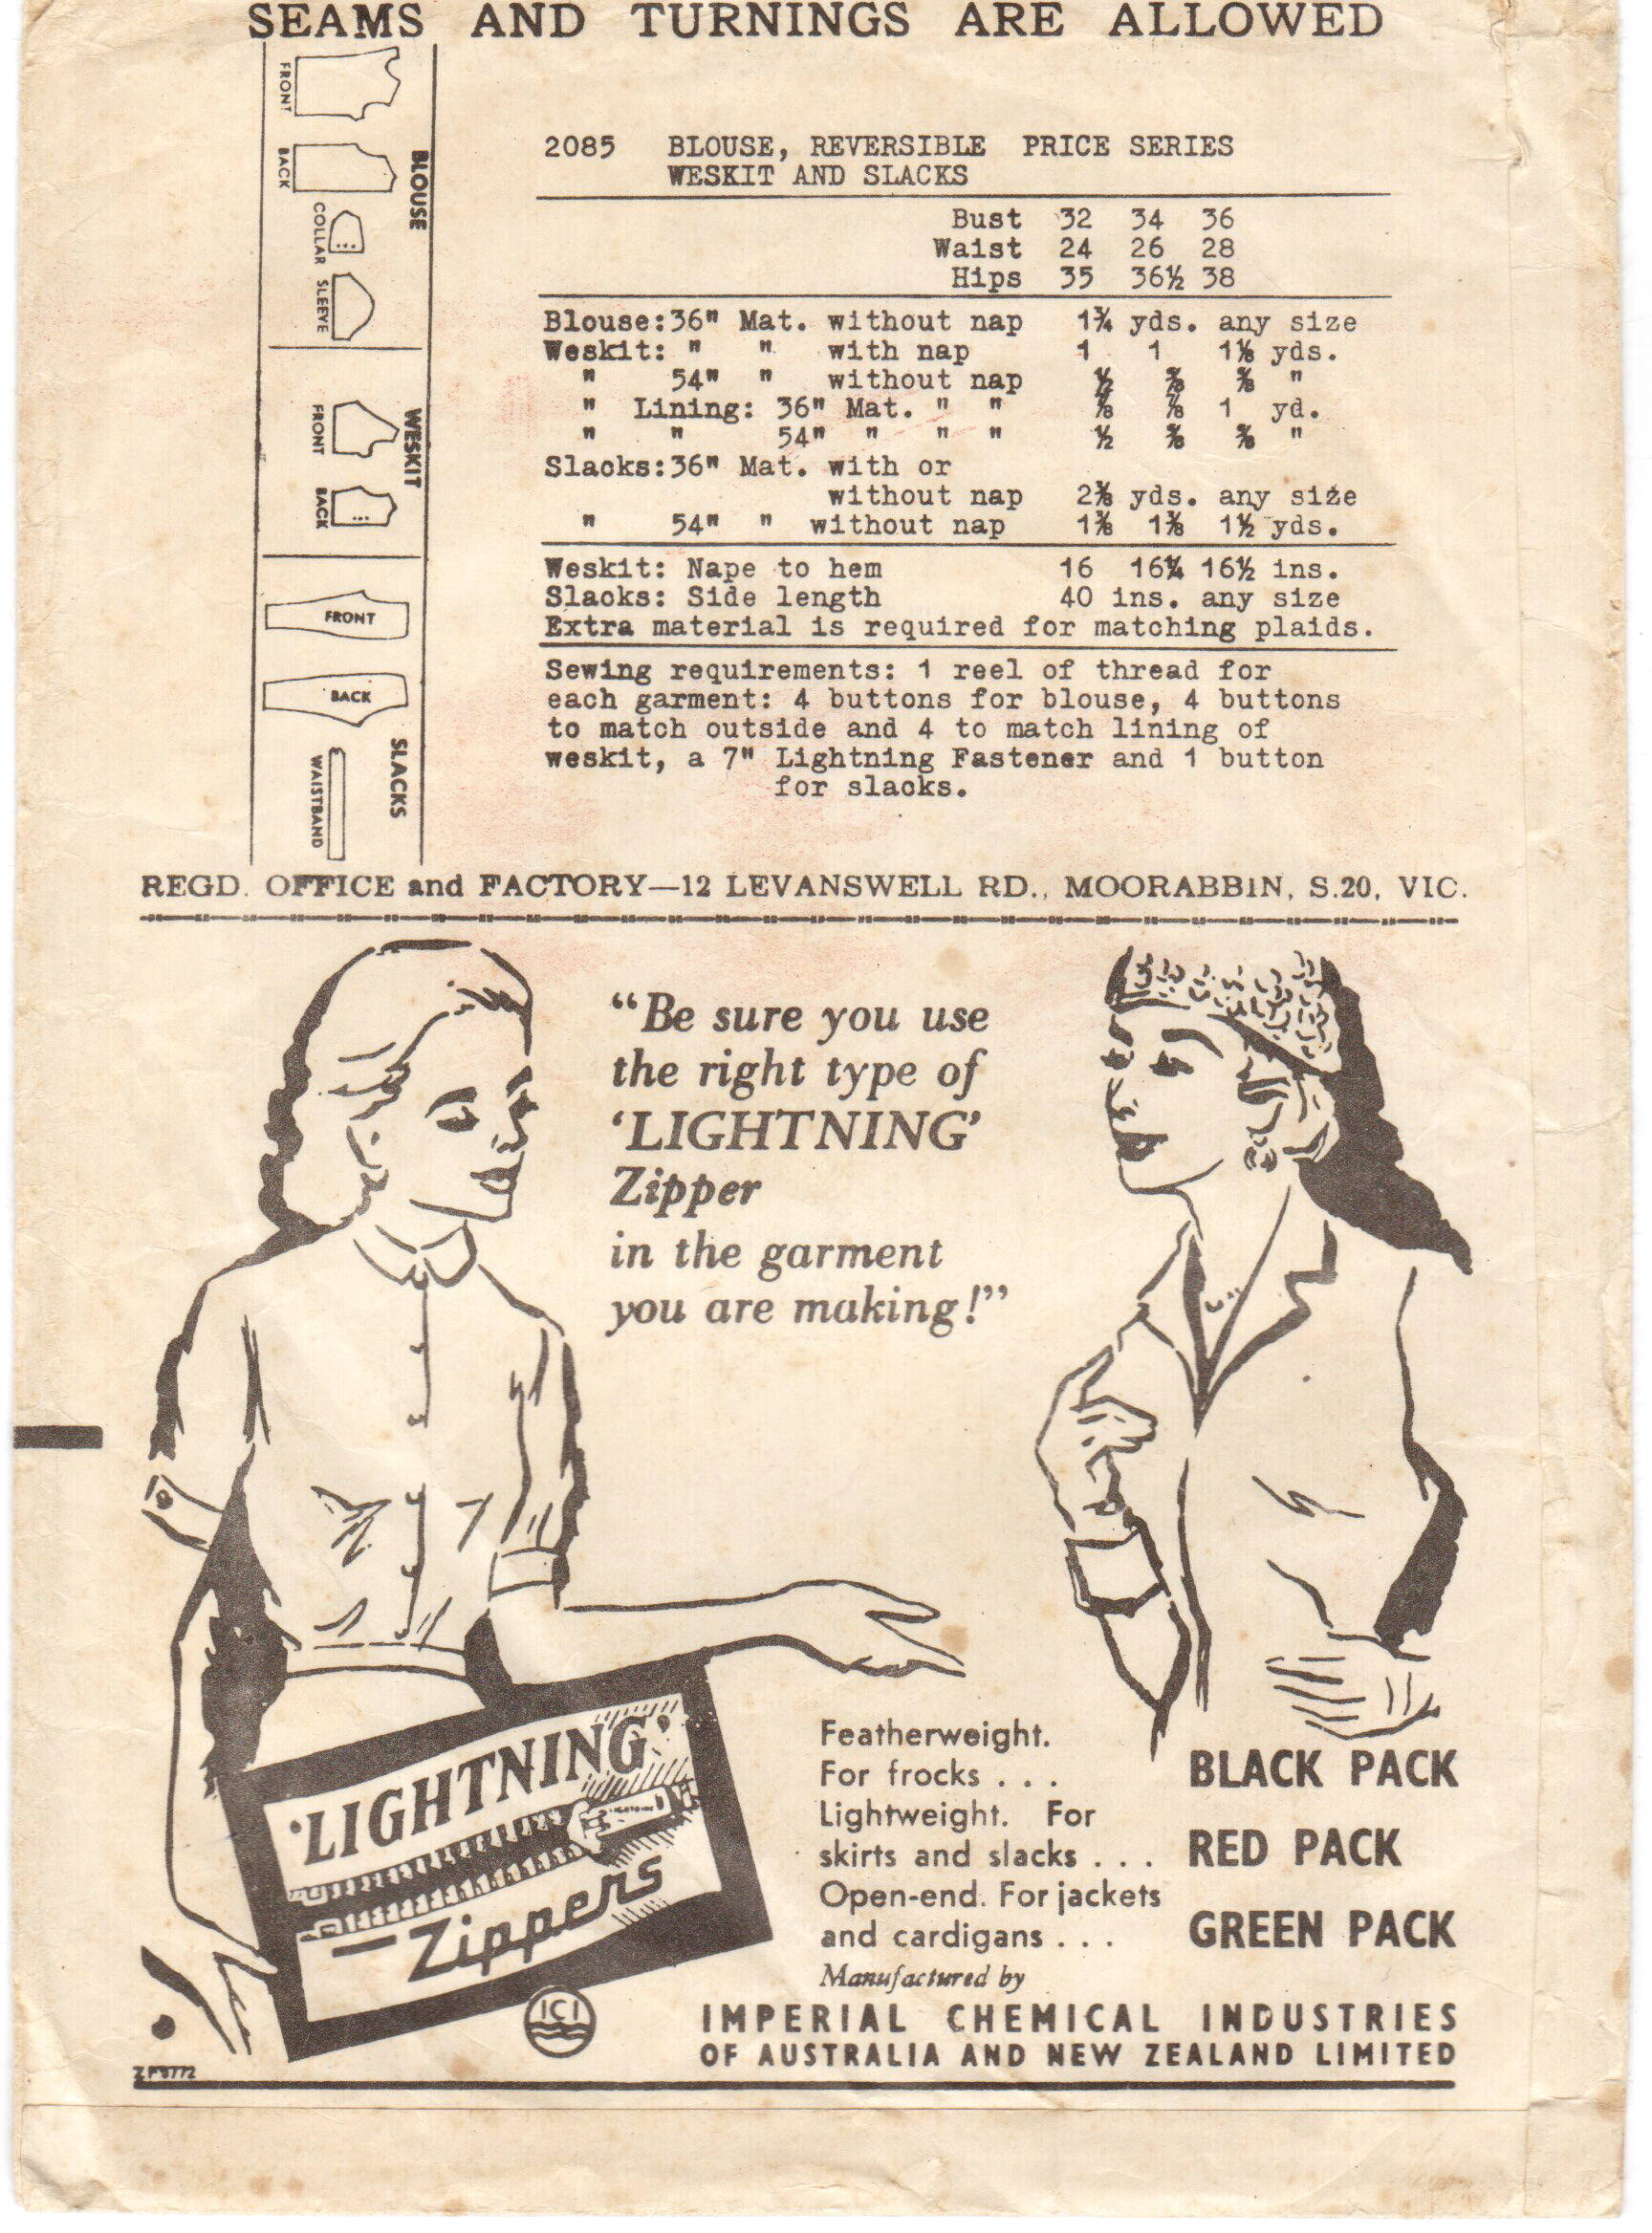 SEAMS AND TURNINGS ARE ALLOWED
FRONT
BACK
COLLAR
SLEEVE
BLOUSE
FRONT
BACK
WESKIT
FRONT
BACK
WAISTBAND
SLACKS
2085 BLOUSE, REVERSIBLE PRICE SERIES
WESKIT AND SLACKS
Bust 32 34 36
Waist 24 26 28
Hips 35 36½ 38
Blouse: 36" Mat. without nap 1¾ yds. any size
Weskit: " " with nap 1 1 1⅛ yds.
" 54" " without nap ½ ⅝ ⅝ "
" Lining: 36" Mat. " " ⅞ ⅞ 1 yd.
" " 54" " " " ½ ⅝ ⅝ "
Slacks: 36" Mat. with or
without nap 2⅜ yds. any size
" 54" " without nap 1⅜ 1⅜ 1½ yds.
Weskit: Nape to hem 16 16¼ 16½ ins.
Slacks: Side length 40 ins. any size
Extra material is required for matching plaids.
Sewing requirements: 1 reel of thread for
each garment: 4 buttons for blouse, 4 buttons
to match outside and 4 to match lining of
weskit, a 7" Lightning Fastener and 1 button
for slacks.
REGD. OFFICE and FACTORY—12 LEVANSWELL RD., MOORABBIN, S.20, VIC.
“Be sure you use
the right type of
‘LIGHTNING’
Zipper
in the garment
you are making!”
‘LIGHTNING’
Zippers
ICI
Featherweight.
For frocks . . . BLACK PACK
Lightweight. For
skirts and slacks . . . RED PACK
Open-end. For jackets
and cardigans . . . GREEN PACK
Manufactured by
IMPERIAL CHEMICAL INDUSTRIES
OF AUSTRALIA AND NEW ZEALAND LIMITED